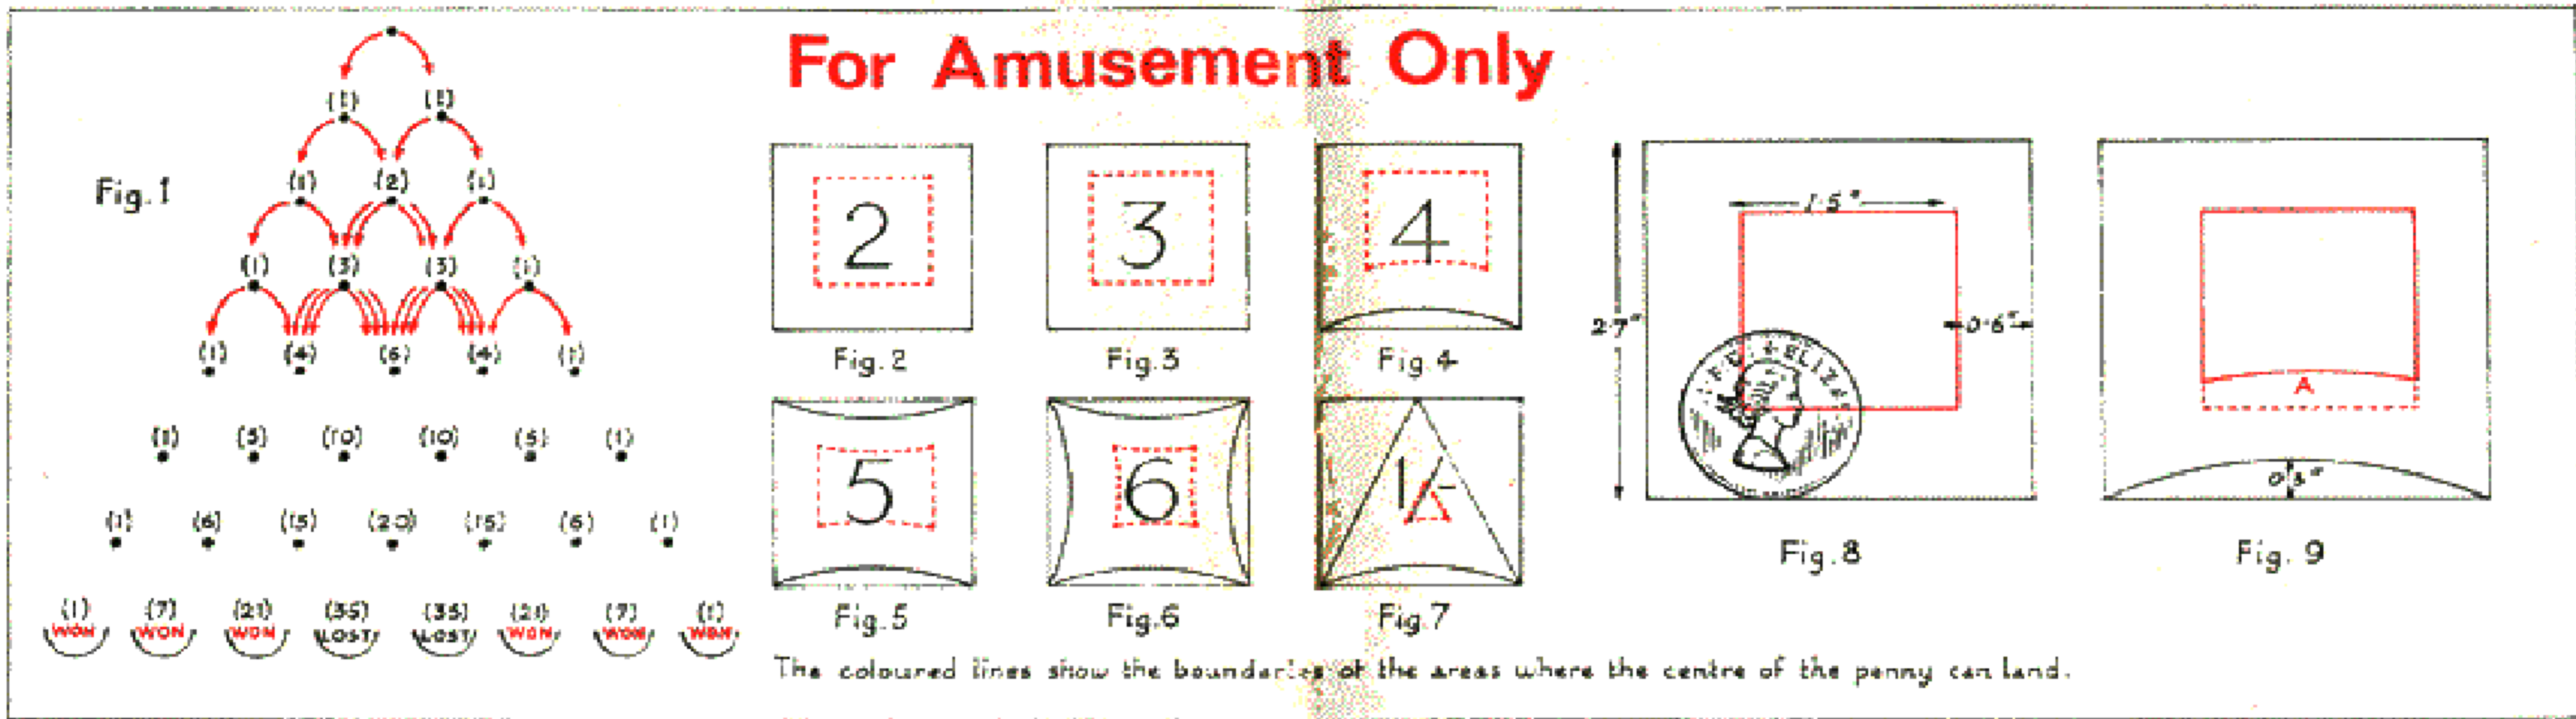 For Amusement Only
Fig.1
(1) (1)
(1) (2) (1)
(1) (3) (3) (1)
(1) (4) (6) (4) (1)
(1) (5) (10) (10) (5) (1)
(1) (6) (15) (20) (15) (6) (1)
(1) (7) (21) (35) (35) (21) (7) (1)
WON WON WON LOST LOST WON WON WON
2
Fig.2
3
Fig.3
4
Fig.4
5
Fig.5
6
Fig.6
1/-
Fig.7
1·5"
2·7"
0·6"
Fig.8
A
0·3"
Fig.9
The coloured lines show the boundaries of the areas where the centre of the penny can land.